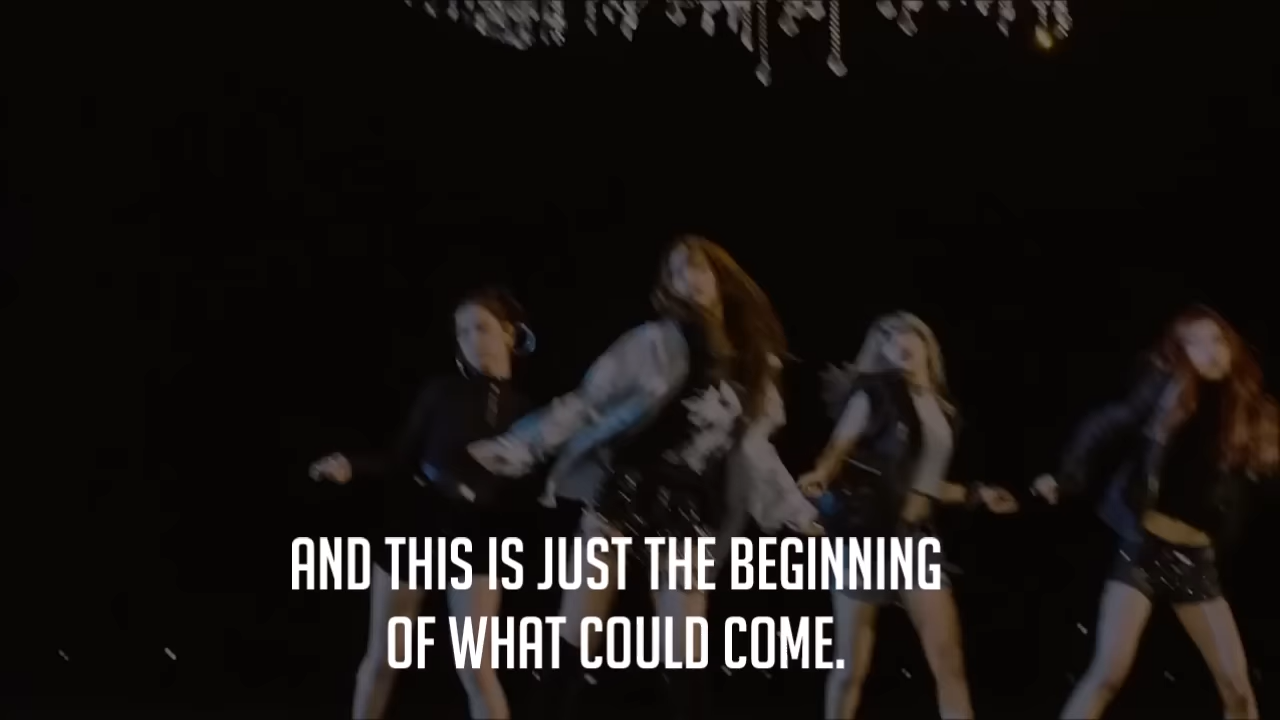 AND THIS IS JUST THE BEGINNING
OF WHAT COULD COME.